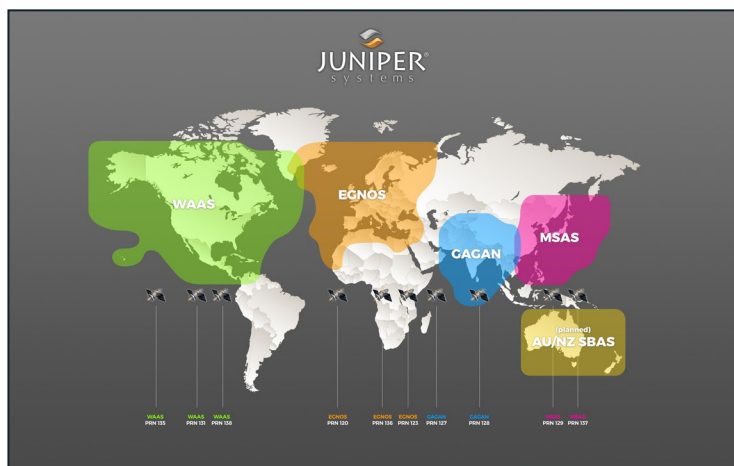 JUNIPER®
systems
WAAS
EGNOS
GAGAN
MSAS
(planned)
AU/NZ SBAS
WAAS
PRN 135
WAAS
PRN 131
WAAS
PRN 138
EGNOS
PRN 120
EGNOS
PRN 136
EGNOS
PRN 123
GAGAN
PRN 127
GAGAN
PRN 128
MSAS
PRN 129
MSAS
PRN 137